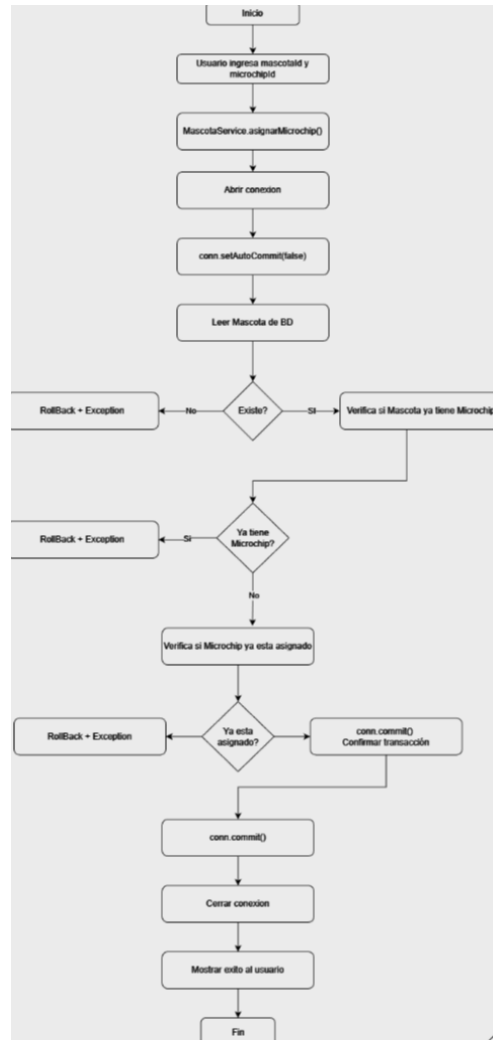 Inicio
Usuario ingresa mascotaId y
microchipId
MascotaService.asignarMicrochip()
Abrir conexion
conn.setAutoCommit(false)
Leer Mascota de BD
RollBack + Exception
No
Existe?
Si
Verifica si Mascota ya tiene Microchip
RollBack + Exception
Si
Ya tiene
Microchip?
No
Verifica si Microchip ya esta asignado
RollBack + Exception
Ya esta
asignado?
conn.commit()
Confirmar transacción
conn.commit()
Cerrar conexion
Mostrar exito al usuario
Fin